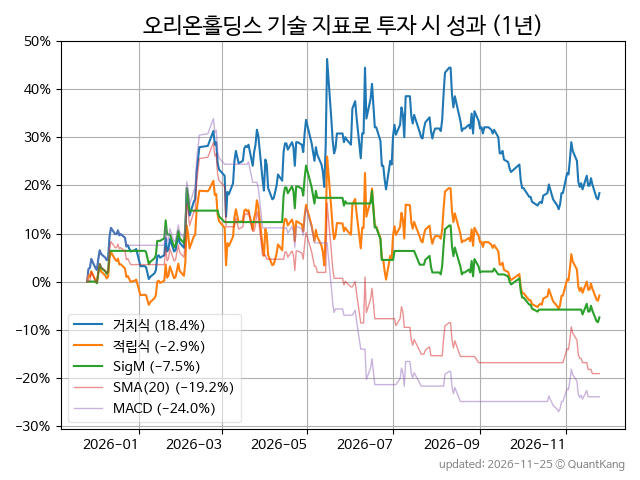 오리온홀딩스 기술 지표로 투자 시 성과 (1년)
50%
40%
30%
20%
10%
0%
−10%
−20%
−30%
거치식 (18.4%)
적립식 (−2.9%)
SigM (−7.5%)
SMA(20) (−19.2%)
MACD (−24.0%)
2026-01 2026-03 2026-05 2026-07 2026-09 2026-11
updated: 2026-11-25 © QuantKang